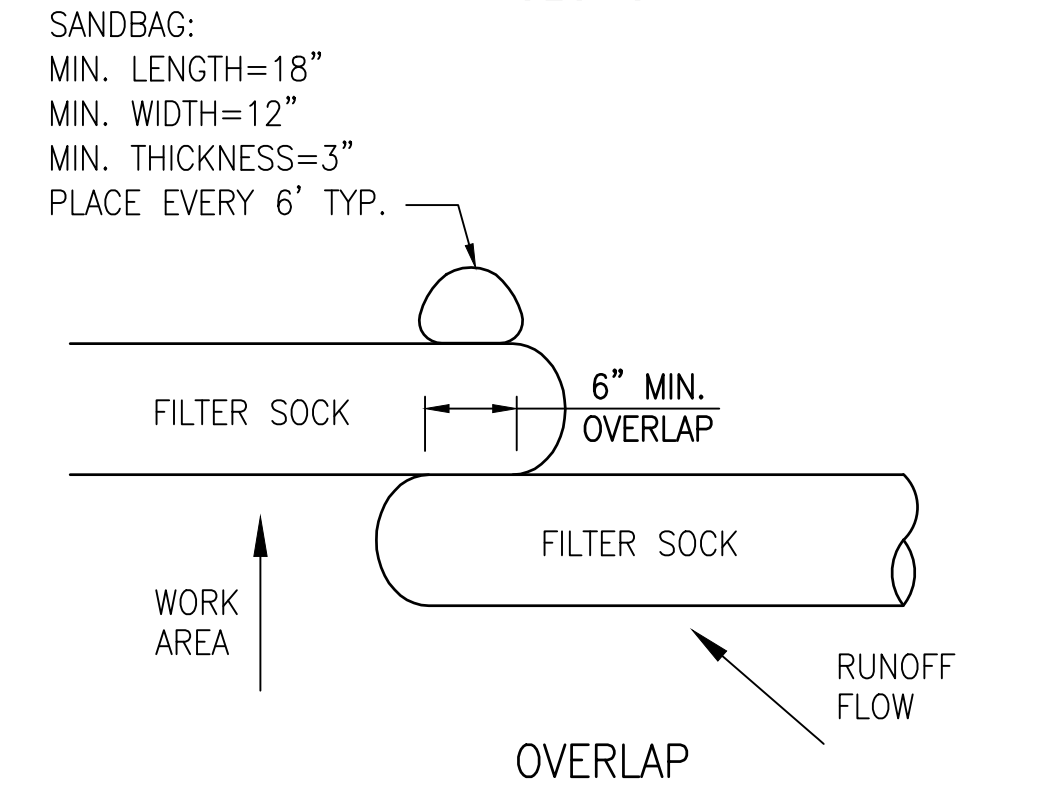 SANDBAG:
MIN. LENGTH=18”
MIN. WIDTH=12”
MIN. THICKNESS=3”
PLACE EVERY 6’ TYP.
FILTER SOCK
6” MIN.
OVERLAP
FILTER SOCK
WORK
AREA
RUNOFF
FLOW
OVERLAP